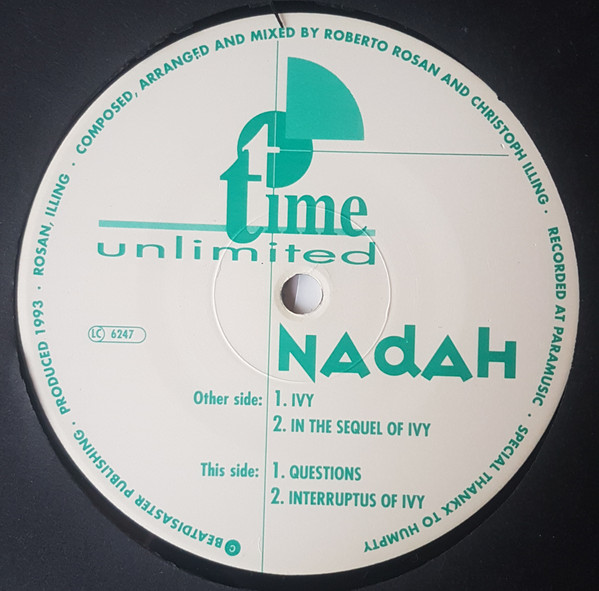 · COMPOSED, ARRANGED AND MIXED BY ROBERTO ROSAN AND CHRISTOPH ILLING · RECORDED AT PARAMUSIC · SPECIAL THANKX TO HUMPTY
© BEATDISASTER PUBLISHING · PRODUCED 1993 · ROSAN, ILLING
time
unlimited
LC 6247
NADAH
Other side: 1. IVY
2. IN THE SEQUEL OF IVY
This side: 1. QUESTIONS
2. INTERRUPTUS OF IVY